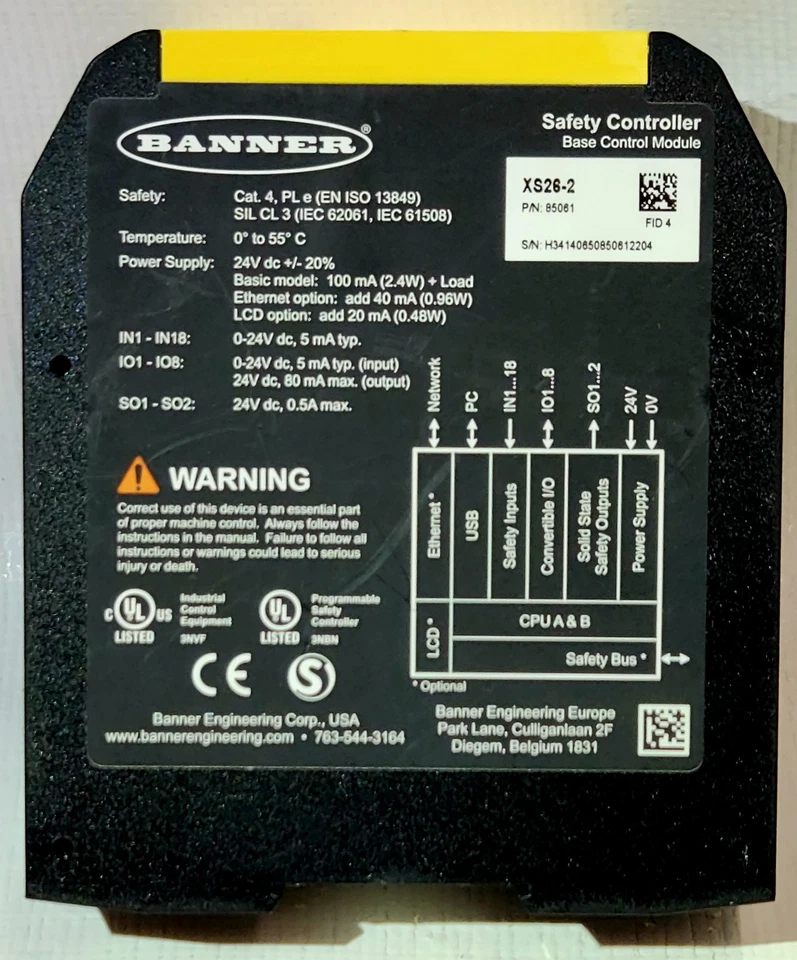 BANNER®
Safety Controller
Base Control Module
XS26-2
P/N: 85061
FID 4
S/N: H34140650850612204
Safety: Cat. 4, PL e (EN ISO 13849)
SIL CL 3 (IEC 62061, IEC 61508)
Temperature: 0° to 55° C
Power Supply: 24V dc +/- 20%
Basic model: 100 mA (2.4W) + Load
Ethernet option: add 40 mA (0.96W)
LCD option: add 20 mA (0.48W)
IN1 - IN18: 0-24V dc, 5 mA typ.
IO1 - IO8: 0-24V dc, 5 mA typ. (input)
24V dc, 80 mA max. (output)
SO1 - SO2: 24V dc, 0.5A max.
Network
PC
IN1...18
IO1...8
SO1...2
24V
0V
Ethernet*
USB
Safety Inputs
Convertible I/O
Solid State
Safety Outputs
Power Supply
LCD*
CPU A & B
Safety Bus *
* Optional
WARNING
Correct use of this device is an essential part
of proper machine control. Always follow the
instructions in the manual. Failure to follow all
instructions or warnings could lead to serious
injury or death.
C UL US
LISTED
Industrial
Control
Equipment
3NVF
UL
LISTED
Programmable
Safety
Controller
3NBN
CE
S
Banner Engineering Corp., USA
www.bannerengineering.com • 763-544-3164
Banner Engineering Europe
Park Lane, Culliganlaan 2F
Diegem, Belgium 1831